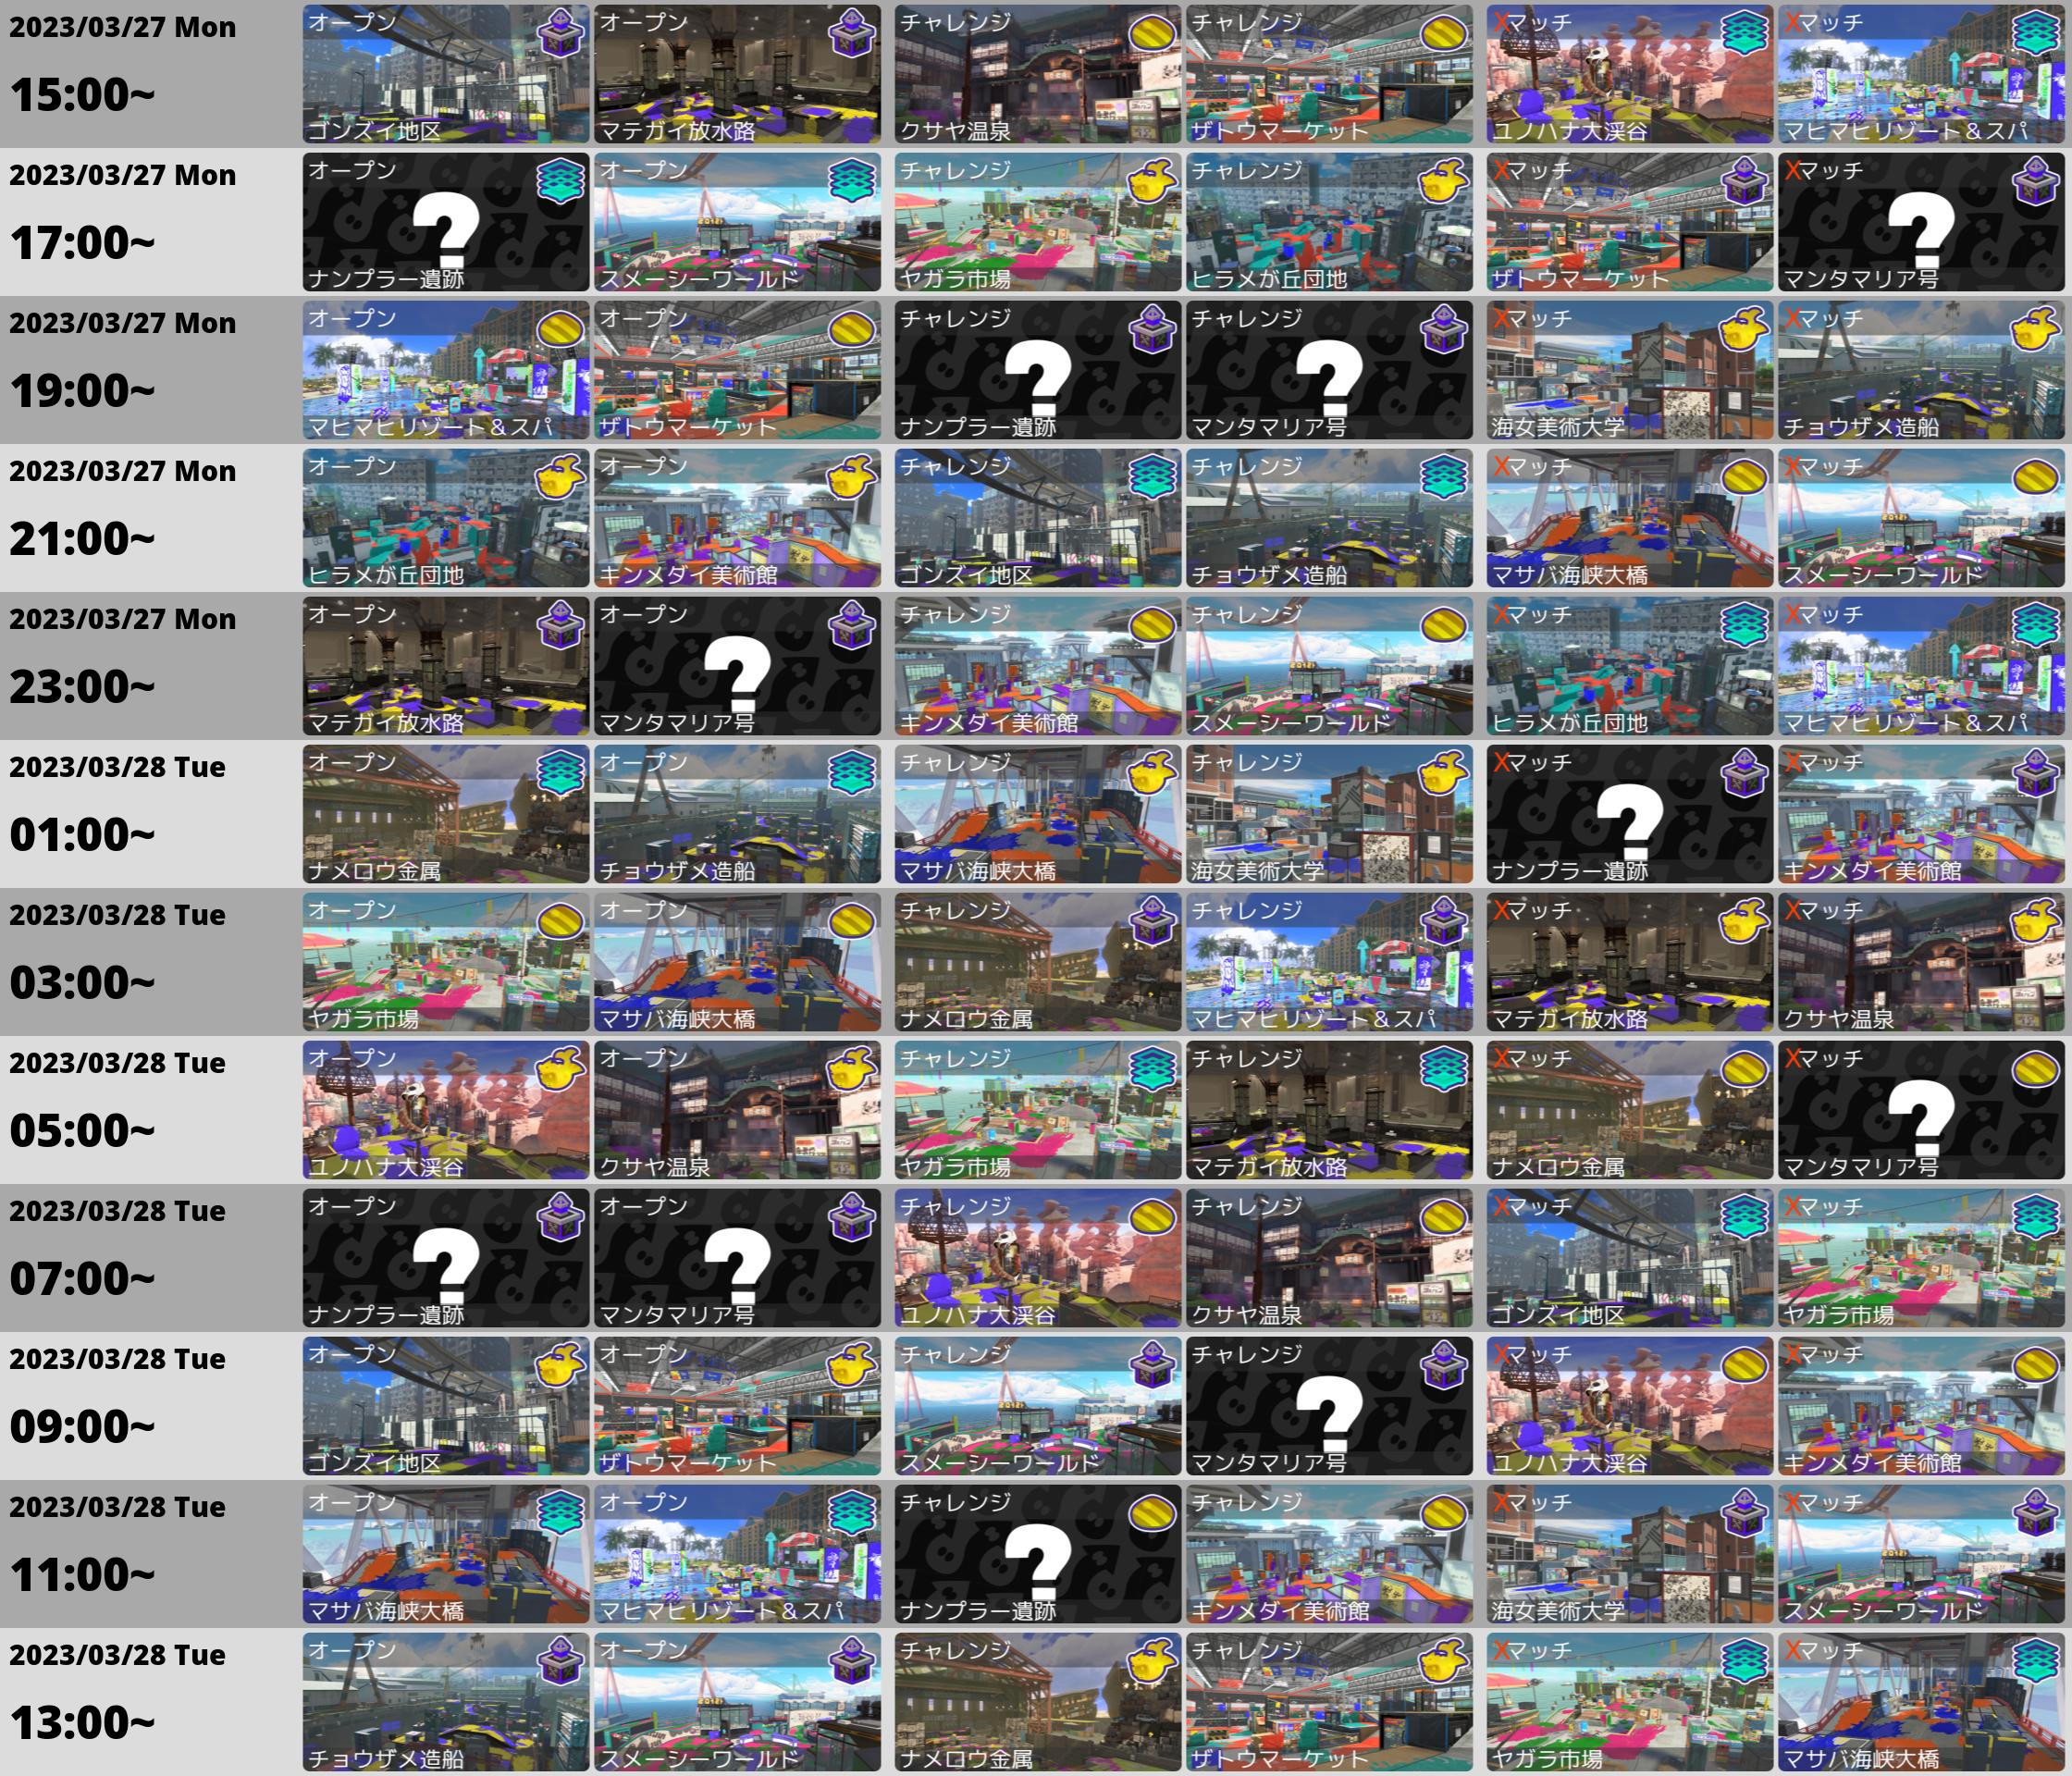 2023/03/27 Mon
15:00~
オープン オープン チャレンジ チャレンジ Xマッチ Xマッチ
ゴンズイ地区 マテガイ放水路 クサヤ温泉 ザトウマーケット ユノハナ大渓谷 マヒマヒリゾート&スパ
2023/03/27 Mon
17:00~
オープン オープン チャレンジ チャレンジ Xマッチ Xマッチ
ナンプラー遺跡 スメーシーワールド ヤガラ市場 ヒラメが丘団地 ザトウマーケット マンタマリア号
2023/03/27 Mon
19:00~
オープン オープン チャレンジ チャレンジ Xマッチ Xマッチ
マヒマヒリゾート&スパ ザトウマーケット ナンプラー遺跡 マンタマリア号 海女美術大学 チョウザメ造船
2023/03/27 Mon
21:00~
オープン オープン チャレンジ チャレンジ Xマッチ Xマッチ
ヒラメが丘団地 キンメダイ美術館 ゴンズイ地区 チョウザメ造船 マサバ海峡大橋 スメーシーワールド
2023/03/27 Mon
23:00~
オープン オープン チャレンジ チャレンジ Xマッチ Xマッチ
マテガイ放水路 マンタマリア号 キンメダイ美術館 スメーシーワールド ヒラメが丘団地 マヒマヒリゾート&スパ
2023/03/28 Tue
01:00~
オープン オープン チャレンジ チャレンジ Xマッチ Xマッチ
ナメロウ金属 チョウザメ造船 マサバ海峡大橋 海女美術大学 ナンプラー遺跡 キンメダイ美術館
2023/03/28 Tue
03:00~
オープン オープン チャレンジ チャレンジ Xマッチ Xマッチ
ヤガラ市場 マサバ海峡大橋 ナメロウ金属 マヒマヒリゾート&スパ マテガイ放水路 クサヤ温泉
2023/03/28 Tue
05:00~
オープン オープン チャレンジ チャレンジ Xマッチ Xマッチ
ユノハナ大渓谷 クサヤ温泉 ヤガラ市場 マテガイ放水路 ナメロウ金属 マンタマリア号
2023/03/28 Tue
07:00~
オープン オープン チャレンジ チャレンジ Xマッチ Xマッチ
ナンプラー遺跡 マンタマリア号 ユノハナ大渓谷 クサヤ温泉 ゴンズイ地区 ヤガラ市場
2023/03/28 Tue
09:00~
オープン オープン チャレンジ チャレンジ Xマッチ Xマッチ
ゴンズイ地区 ザトウマーケット スメーシーワールド マンタマリア号 ユノハナ大渓谷 キンメダイ美術館
2023/03/28 Tue
11:00~
オープン オープン チャレンジ チャレンジ Xマッチ Xマッチ
マサバ海峡大橋 マヒマヒリゾート&スパ ナンプラー遺跡 キンメダイ美術館 海女美術大学 スメーシーワールド
2023/03/28 Tue
13:00~
オープン オープン チャレンジ チャレンジ Xマッチ Xマッチ
チョウザメ造船 スメーシーワールド ナメロウ金属 ザトウマーケット ヤガラ市場 マサバ海峡大橋